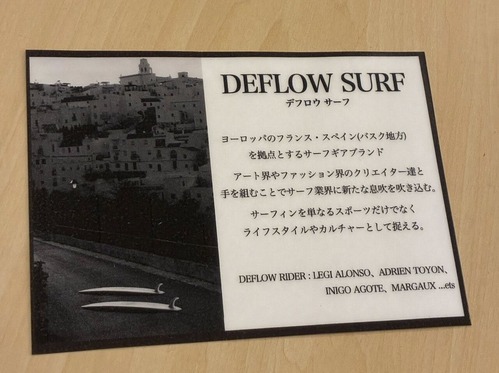 DEFLOW SURF
デフロウ サーフ
ヨーロッパのフランス・スペイン(バスク地方)
を拠点とするサーフギアブランド
アート界やファッション界のクリエイター達と
手を組むことでサーフ業界に新たな息吹を吹き込む。
サーフィンを単なるスポーツだけでなく
ライフスタイルやカルチャーとして捉える。
DEFLOW RIDER : LEGI ALONSO、ADRIEN TOYON、
INIGO AGOTE、MARGAUX ...ets